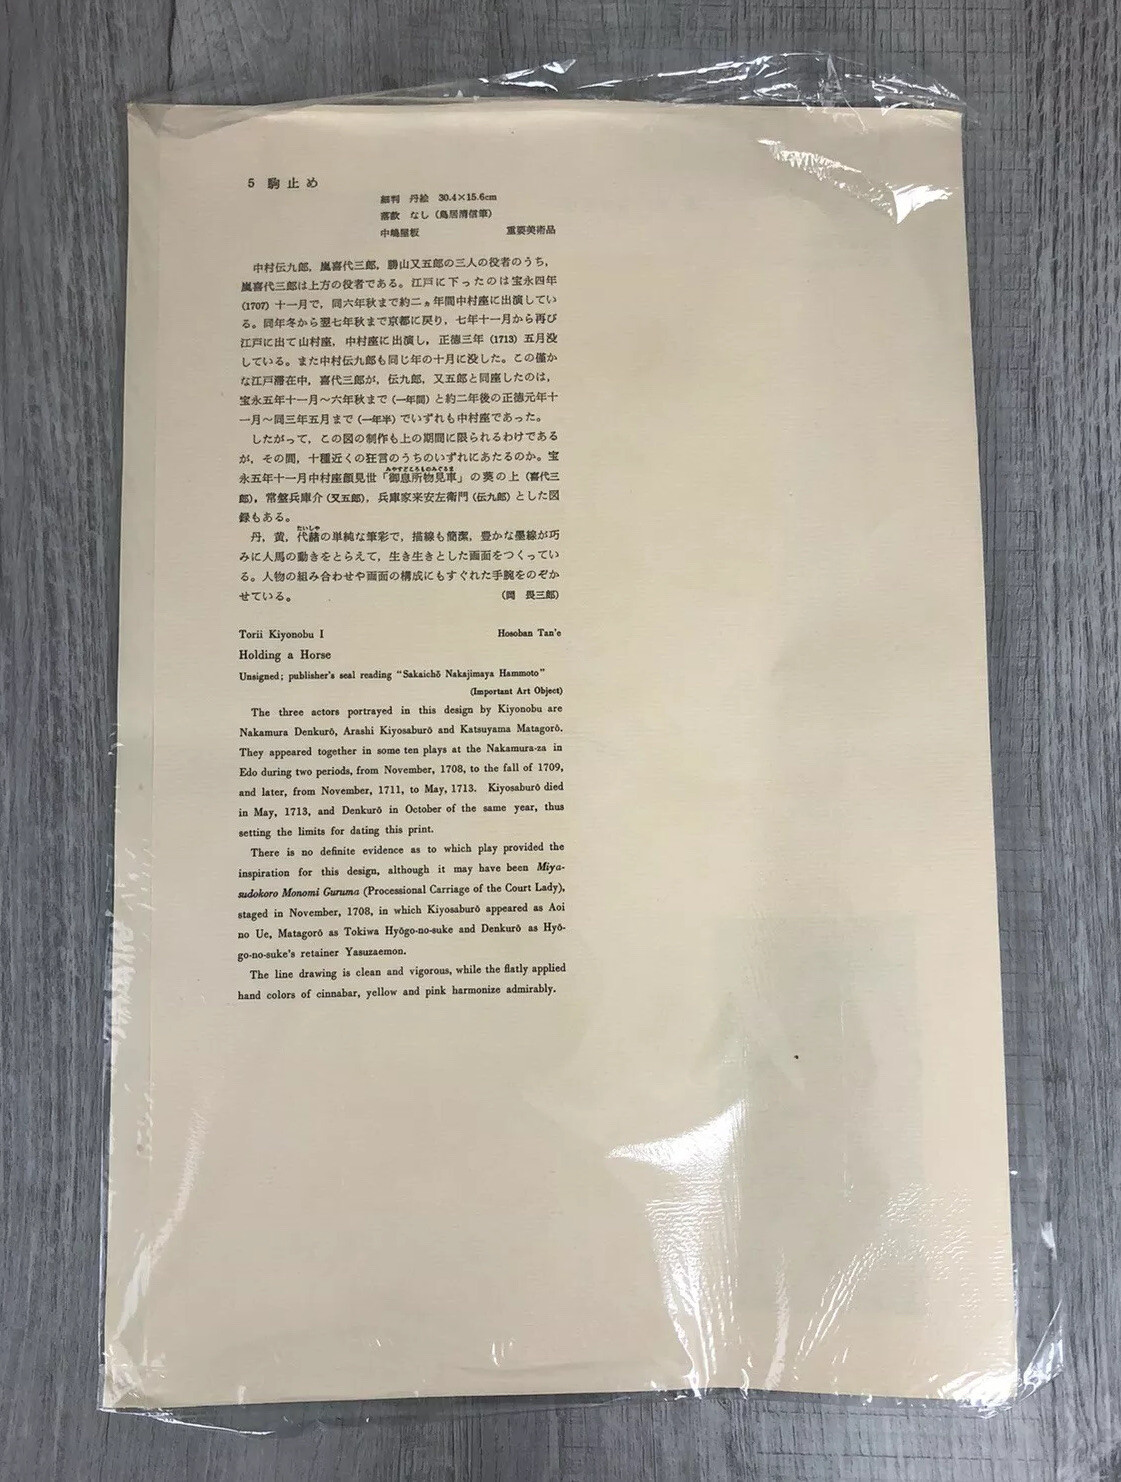 5 駒止め
細判 丹絵 30.4×15.6cm
落款 なし（鳥居清信筆）
中嶋屋板 重要美術品
中村伝九郎，嵐喜代三郎，勝山又五郎の三人の役者のうち，
嵐喜代三郎は上方の役者である。江戸に下ったのは宝永四年
（1707）十一月で，同六年秋まで約二ヵ年間中村座に出演してい
る。同年冬から翌七年秋まで京都に戻り，七年十一月から再び
江戸に出て山村座，中村座に出演し，正徳三年（1713）五月没
している。また中村伝九郎も同じ年の十月に没した。この僅か
な江戸滞在中，喜代三郎が，伝九郎，又五郎と同座したのは，
宝永五年十一月～六年秋まで（一年間）と約二年後の正徳元年十
一月～同三年五月まで（一年半）でいずれも中村座であった。
したがって，この図の制作も上の期間に限られるわけである
が，その間，十種近くの狂言のうちのいずれにあたるのか。宝
みやすどころものみぐるま
永五年十一月中村座顔見世「御息所物見車」の葵の上（喜代三
郎），常盤兵庫介（又五郎），兵庫家来安左衛門（伝九郎）とした図
録もある。
たいしゃ
丹，黄，代赭の単純な筆彩で，描線も簡潔，豊かな墨線が巧
みに人馬の動きをとらえて，生き生きとした画面をつくってい
る。人物の組み合わせや画面の構成にもすぐれた手腕をのぞか
せている。 （間 畏三郎）
Torii Kiyonobu I Hosoban Tan'e
Holding a Horse
Unsigned; publisher's seal reading "Sakaichō Nakajimaya Hammoto"
(Important Art Object)
The three actors portrayed in this design by Kiyonobu are
Nakamura Denkurō, Arashi Kiyosaburō and Katsuyama Matagorō.
They appeared together in some ten plays at the Nakamura-za in
Edo during two periods, from November, 1708, to the fall of 1709,
and later, from November, 1711, to May, 1713. Kiyosaburō died
in May, 1713, and Denkurō in October of the same year, thus
setting the limits for dating this print.
There is no definite evidence as to which play provided the
inspiration for this design, although it may have been Miya-
sudokoro Monomi Guruma (Processional Carriage of the Court Lady),
staged in November, 1708, in which Kiyosaburō appeared as Aoi
no Ue, Matagorō as Tokiwa Hyōgo-no-suke and Denkurō as Hyō-
go-no-suke's retainer Yasuzaemon.
The line drawing is clean and vigorous, while the flatly applied
hand colors of cinnabar, yellow and pink harmonize admirably.